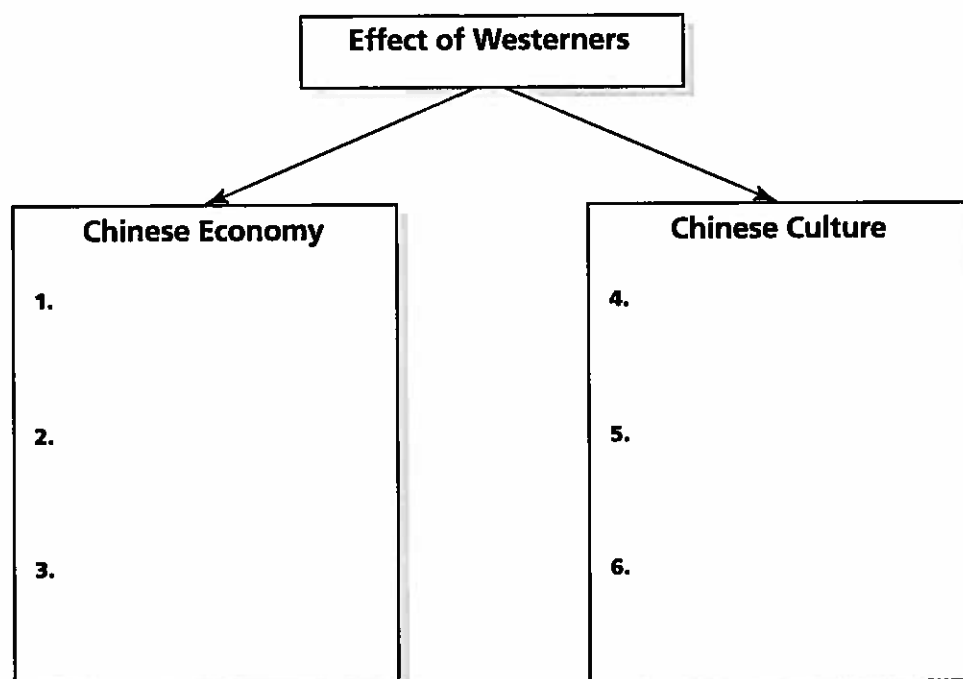 Effect of Westerners
Chinese Economy
1.
2.
3.
Chinese Culture
4.
5.
6.